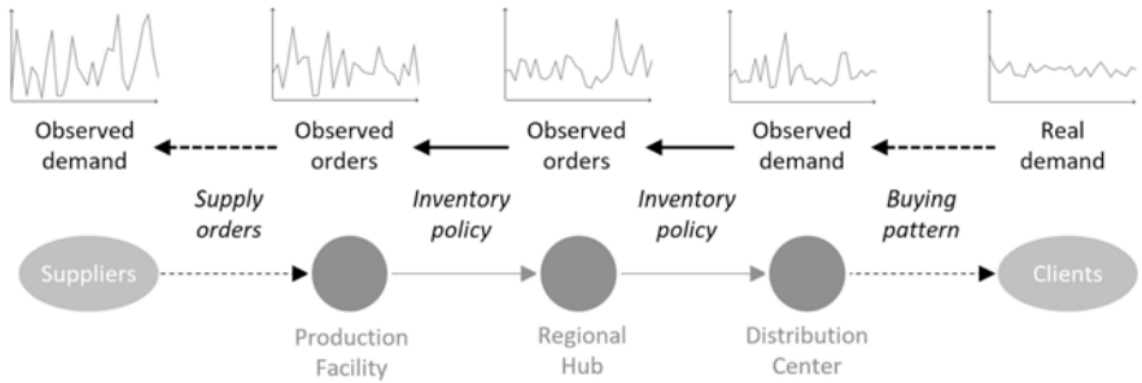 Observed
demand
Observed
orders
Observed
orders
Observed
demand
Real
demand
Supply
orders
Inventory
policy
Inventory
policy
Buying
pattern
Suppliers
Clients
Production
Facility
Regional
Hub
Distribution
Center